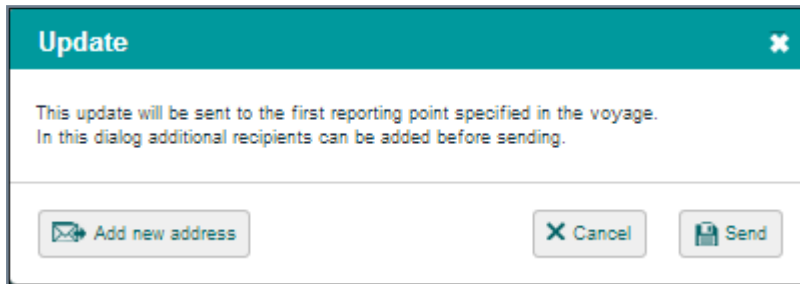 Update
This update will be sent to the first reporting point specified in the voyage.
In this dialog additional recipients can be added before sending.
Add new address
Cancel
Send